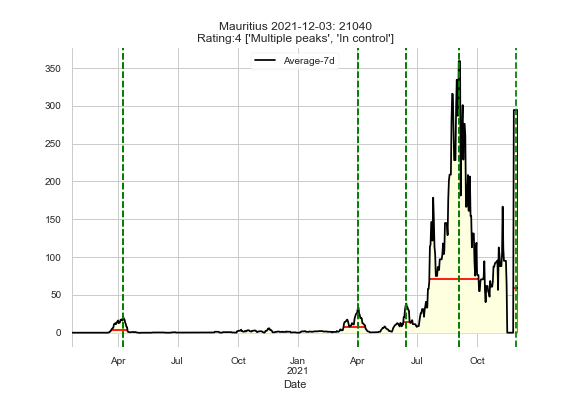 Mauritius 2021-12-03: 21040
Rating:4 ['Multiple peaks', 'In control']
Average-7d
350
300
250
200
150
100
50
0
Apr
Jul
Oct
Jan
2021
Apr
Jul
Oct
Date